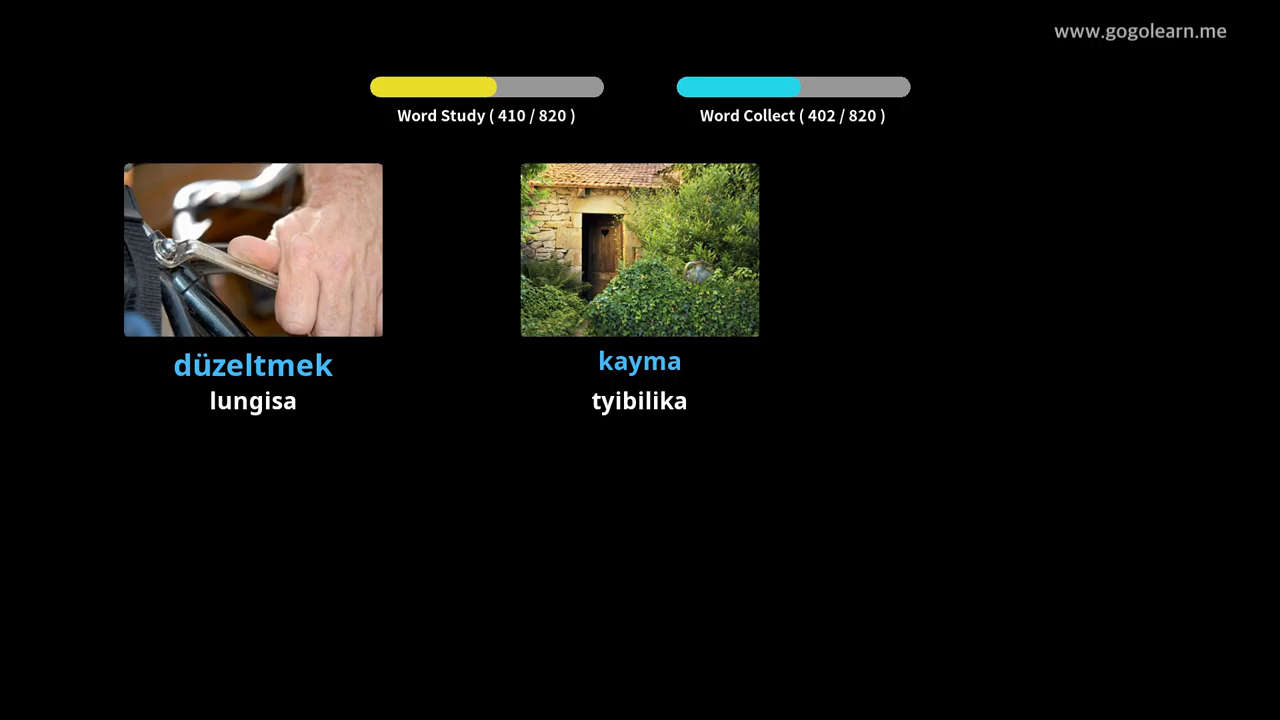 www.gogolearn.me
Word Study ( 410 / 820 )
Word Collect ( 402 / 820 )
düzeltmek
lungisa
kayma
tyibilika